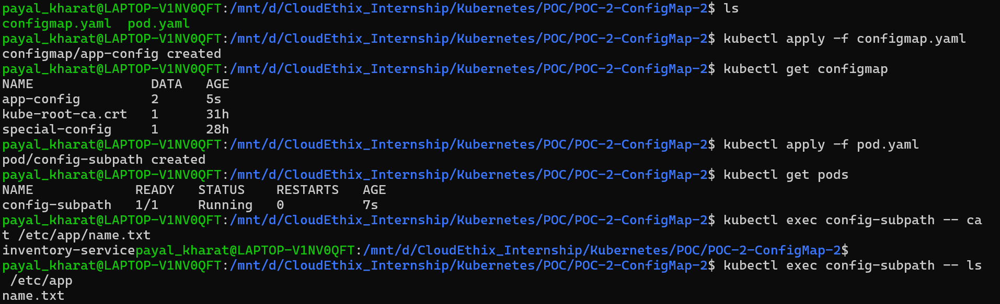 payal_kharat@LAPTOP-V1NV0QFT:/mnt/d/CloudEthix_Internship/Kubernetes/POC/POC-2-ConfigMap-2$ ls
configmap.yaml  pod.yaml
payal_kharat@LAPTOP-V1NV0QFT:/mnt/d/CloudEthix_Internship/Kubernetes/POC/POC-2-ConfigMap-2$ kubectl apply -f configmap.yaml
configmap/app-config created
payal_kharat@LAPTOP-V1NV0QFT:/mnt/d/CloudEthix_Internship/Kubernetes/POC/POC-2-ConfigMap-2$ kubectl get configmap
NAME               DATA   AGE
app-config         2      5s
kube-root-ca.crt   1      31h
special-config     1      28h
payal_kharat@LAPTOP-V1NV0QFT:/mnt/d/CloudEthix_Internship/Kubernetes/POC/POC-2-ConfigMap-2$ kubectl apply -f pod.yaml
pod/config-subpath created
payal_kharat@LAPTOP-V1NV0QFT:/mnt/d/CloudEthix_Internship/Kubernetes/POC/POC-2-ConfigMap-2$ kubectl get pods
NAME             READY   STATUS    RESTARTS   AGE
config-subpath   1/1     Running   0          7s
payal_kharat@LAPTOP-V1NV0QFT:/mnt/d/CloudEthix_Internship/Kubernetes/POC/POC-2-ConfigMap-2$ kubectl exec config-subpath -- ca
t /etc/app/name.txt
inventory-servicepayal_kharat@LAPTOP-V1NV0QFT:/mnt/d/CloudEthix_Internship/Kubernetes/POC/POC-2-ConfigMap-2$
payal_kharat@LAPTOP-V1NV0QFT:/mnt/d/CloudEthix_Internship/Kubernetes/POC/POC-2-ConfigMap-2$ kubectl exec config-subpath -- ls
 /etc/app
name.txt